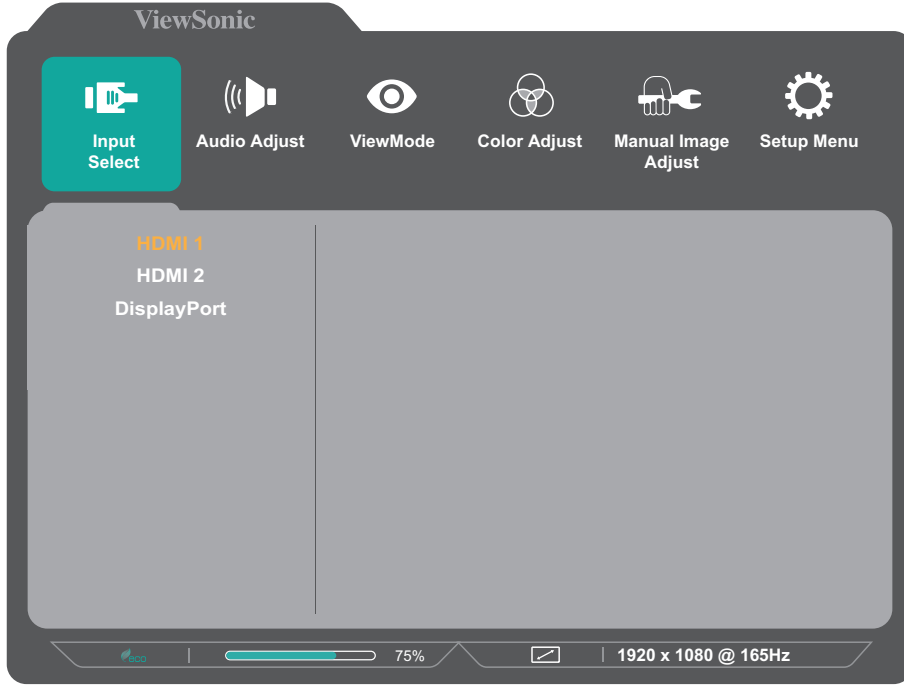 ViewSonic
Input
Select
Audio Adjust
ViewMode
Color Adjust
Manual Image
Adjust
Setup Menu
HDMI 1
HDMI 2
DisplayPort
eco
75%
1920 x 1080 @ 165Hz